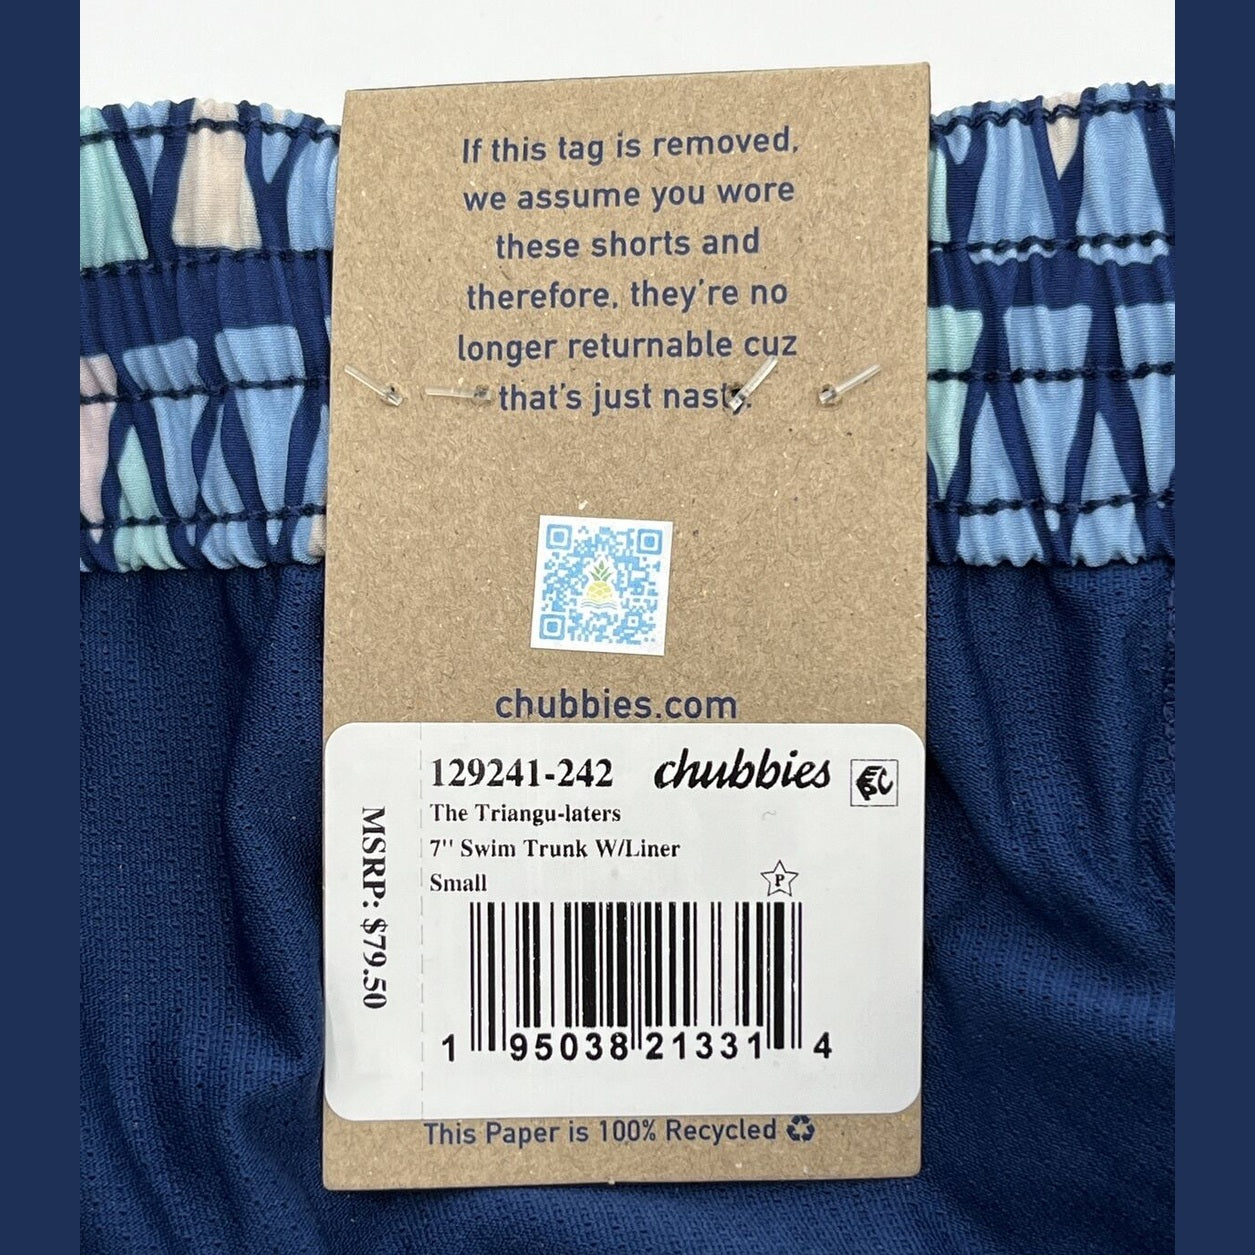 If this tag is removed,
we assume you wore
these shorts and
therefore, they're no
longer returnable cuz
that's just nasty.
chubbies.com
129241-242 chubbies
The Triangu-laters
7" Swim Trunk W/Liner
Small
P
MSRP: $79.50
1 95038 21331 4
This Paper is 100% Recycled